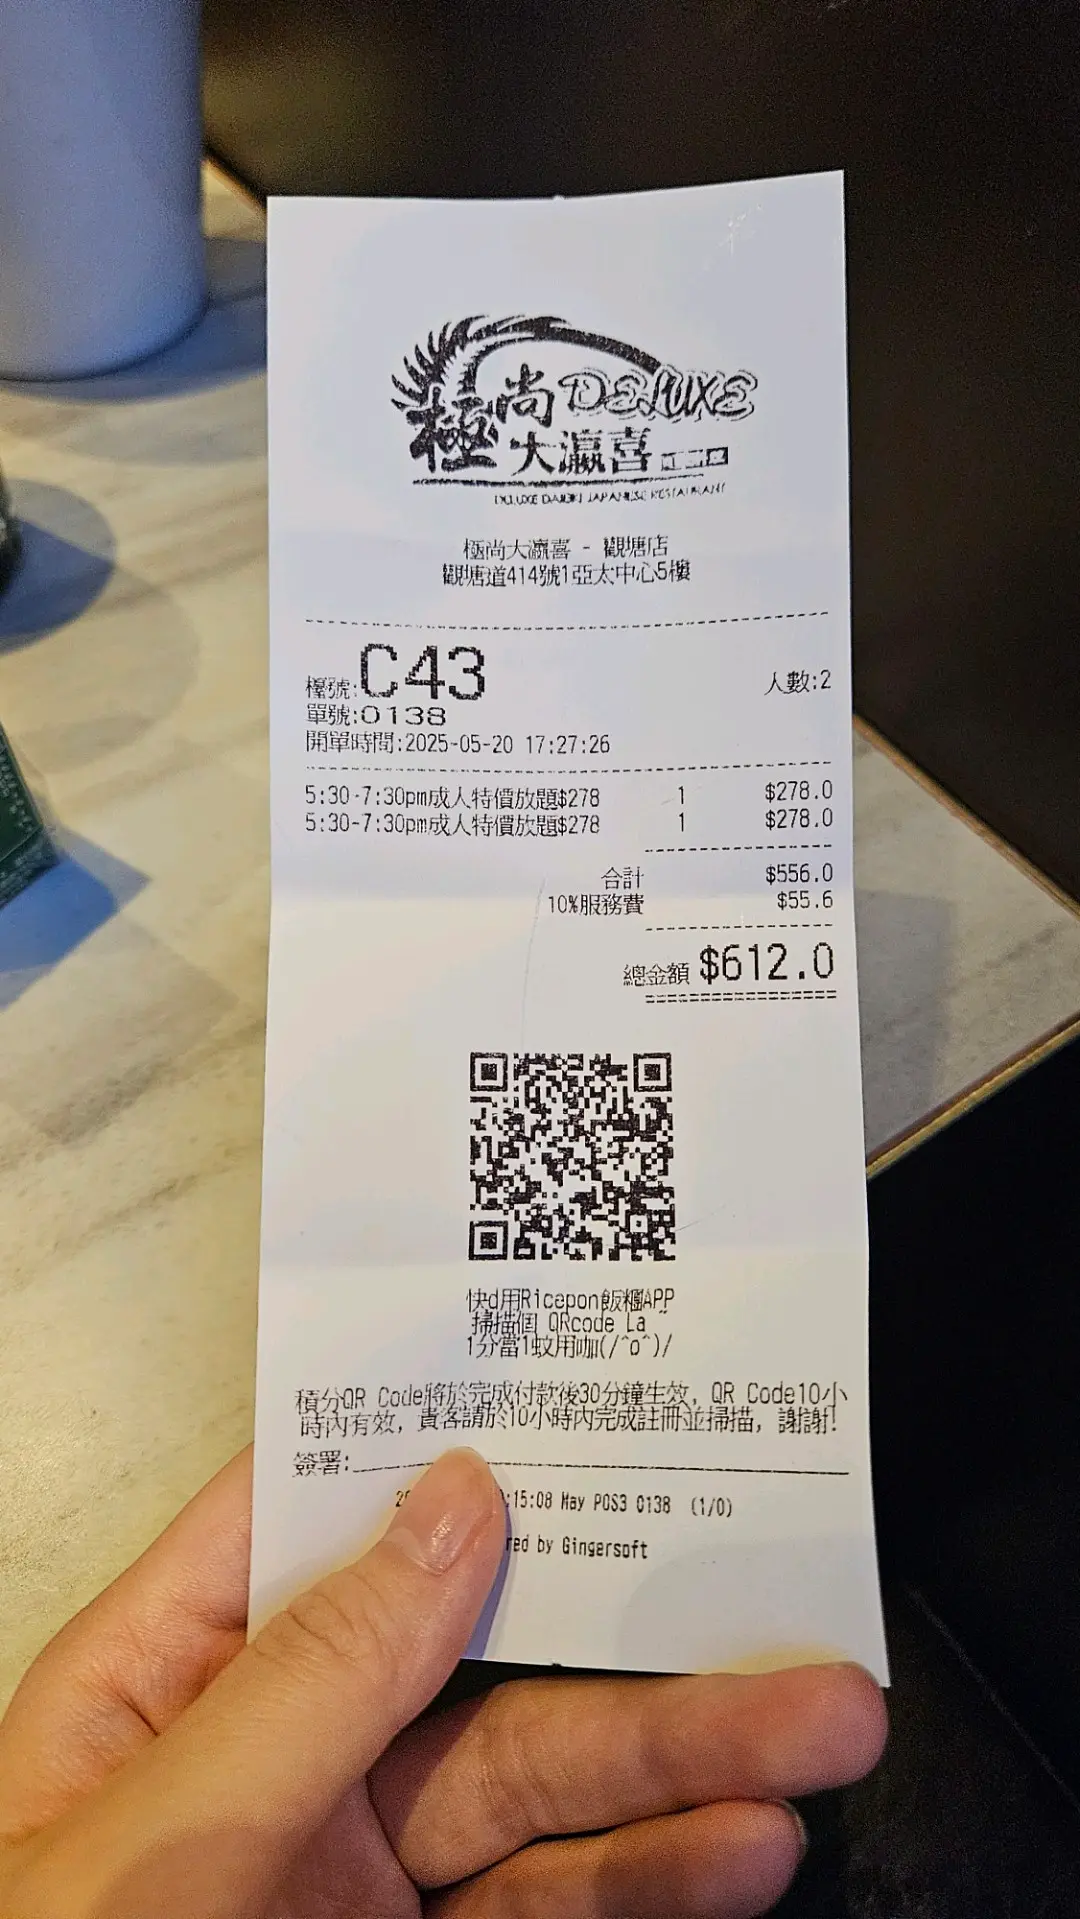 極尚 DELUXE
大瀛喜
DELUXE DAIKI JAPANESE RESTAURANT
極尚大瀛喜 - 觀塘店
觀塘道414號1亞太中心5樓
檯號:C43 人數:2
單號:0138
開單時間:2025-05-20 17:27:26
5:30-7:30pm成人特價放題$278 1 $278.0
5:30-7:30pm成人特價放題$278 1 $278.0
合計 $556.0
10%服務費 $55.6
總金額 $612.0
快d用Ricepon飯糰APP
掃描個 QRcode La ~
1分當1蚊用咖(/^o^)/
積分QR Code將於完成付款後30分鐘生效, QR Code10小
時內有效, 貴客請於10小時內完成註冊並掃描, 謝謝!
簽署:
:15:08 May POS3 0138 (1/0)
by Gingersoft